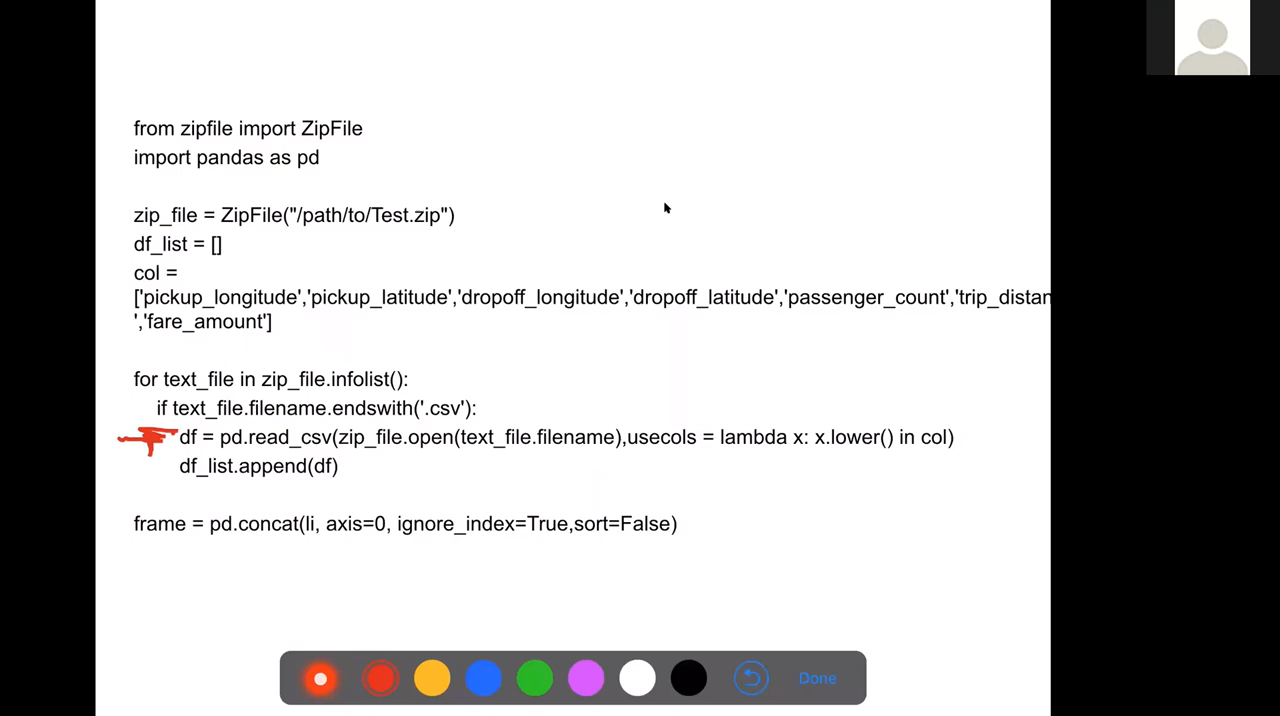 from zipfile import ZipFile
import pandas as pd
zip_file = ZipFile("/path/to/Test.zip")
df_list = []
col =
['pickup_longitude','pickup_latitude','dropoff_longitude','dropoff_latitude','passenger_count','trip_distan
','fare_amount']
for text_file in zip_file.infolist():
if text_file.filename.endswith('.csv'):
df = pd.read_csv(zip_file.open(text_file.filename),usecols = lambda x: x.lower() in col)
df_list.append(df)
frame = pd.concat(li, axis=0, ignore_index=True,sort=False)
Done